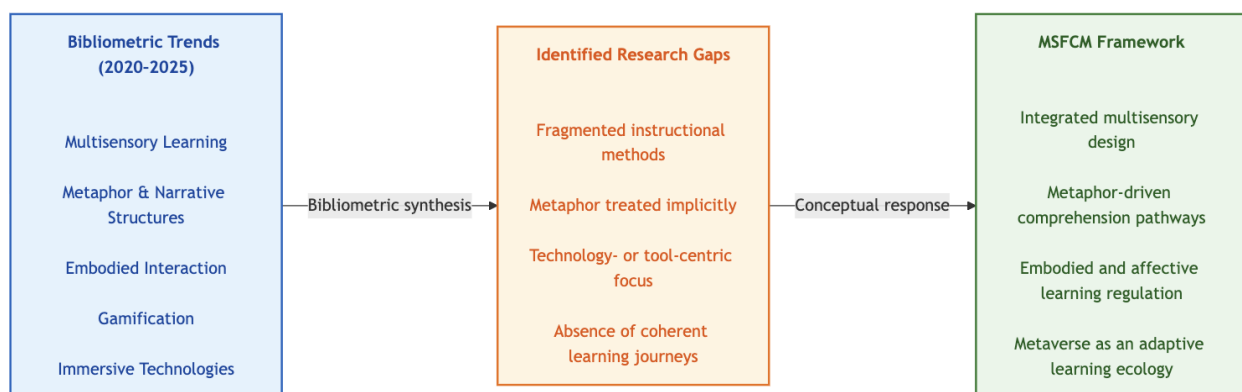 Bibliometric Trends
(2020-2025)
Multisensory Learning
Metaphor & Narrative
Structures
Embodied Interaction
Gamification
Immersive Technologies
Bibliometric synthesis
Identified Research Gaps
Fragmented instructional
methods
Metaphor treated implicitly
Technology- or tool-centric
focus
Absence of coherent
learning journeys
Conceptual response
MSFCM Framework
Integrated multisensory
design
Metaphor-driven
comprehension pathways
Embodied and affective
learning regulation
Metaverse as an adaptive
learning ecology